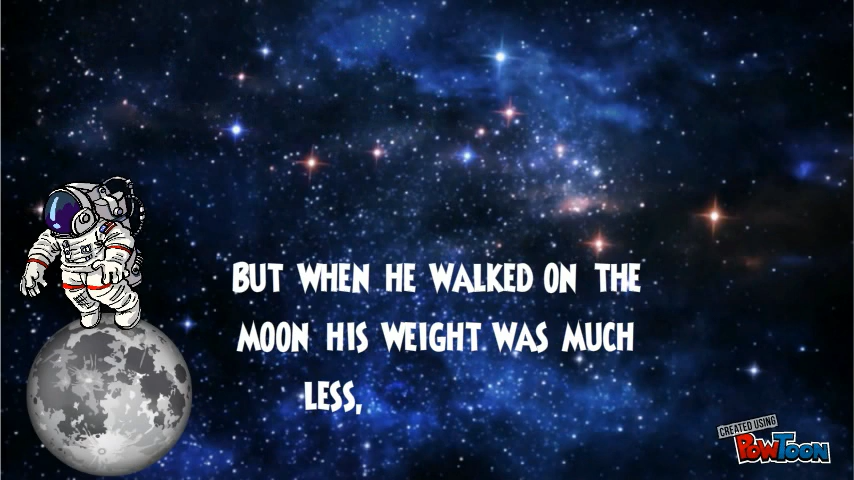 BUT WHEN HE WALKED ON THE
MOON HIS WEIGHT WAS MUCH
LESS,
CREATED USING
POWTOON